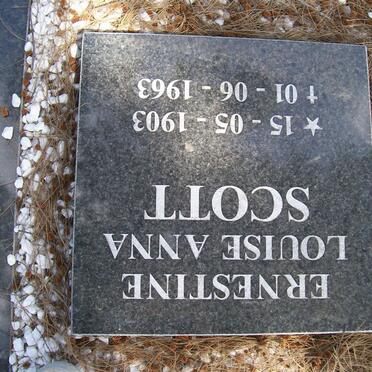 ERNESTINE
LOUISE ANNA
SCOTT
★ 15 - 05 - 1903
† 01 - 06 - 1963